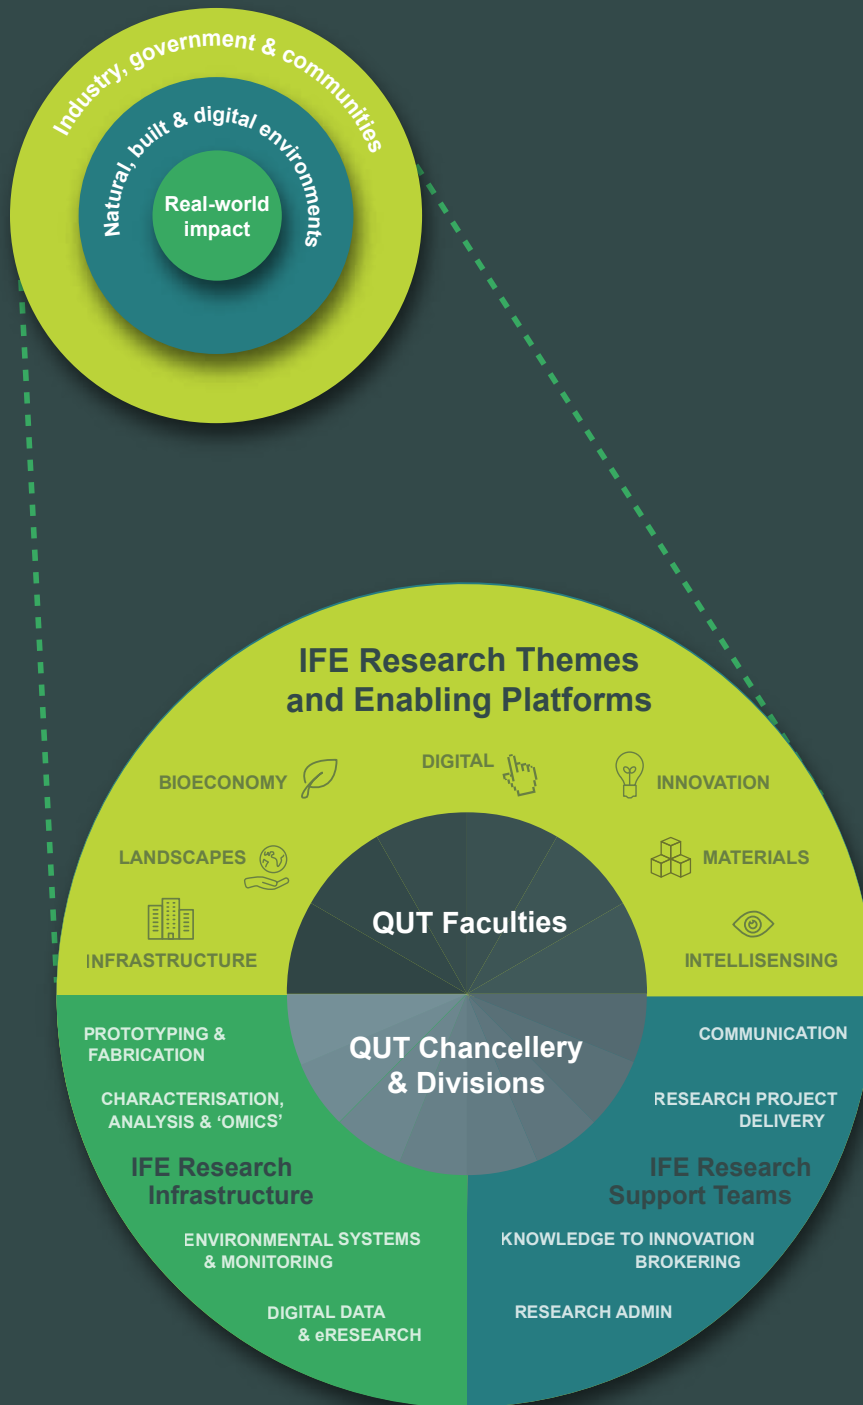 Industry, government & communities
Natural, built & digital environments
Real-world
impact
IFE Research Themes
and Enabling Platforms
BIOECONOMY
DIGITAL
INNOVATION
LANDSCAPES
MATERIALS
INFRASTRUCTURE
INTELLISENSING
QUT Faculties
QUT Chancellery
& Divisions
PROTOTYPING &
FABRICATION
CHARACTERISATION,
ANALYSIS & ‘OMICS’
IFE Research
Infrastructure
ENVIRONMENTAL SYSTEMS
& MONITORING
DIGITAL DATA
& eRESEARCH
COMMUNICATION
RESEARCH PROJECT
DELIVERY
IFE Research
Support Teams
KNOWLEDGE TO INNOVATION
BROKERING
RESEARCH ADMIN